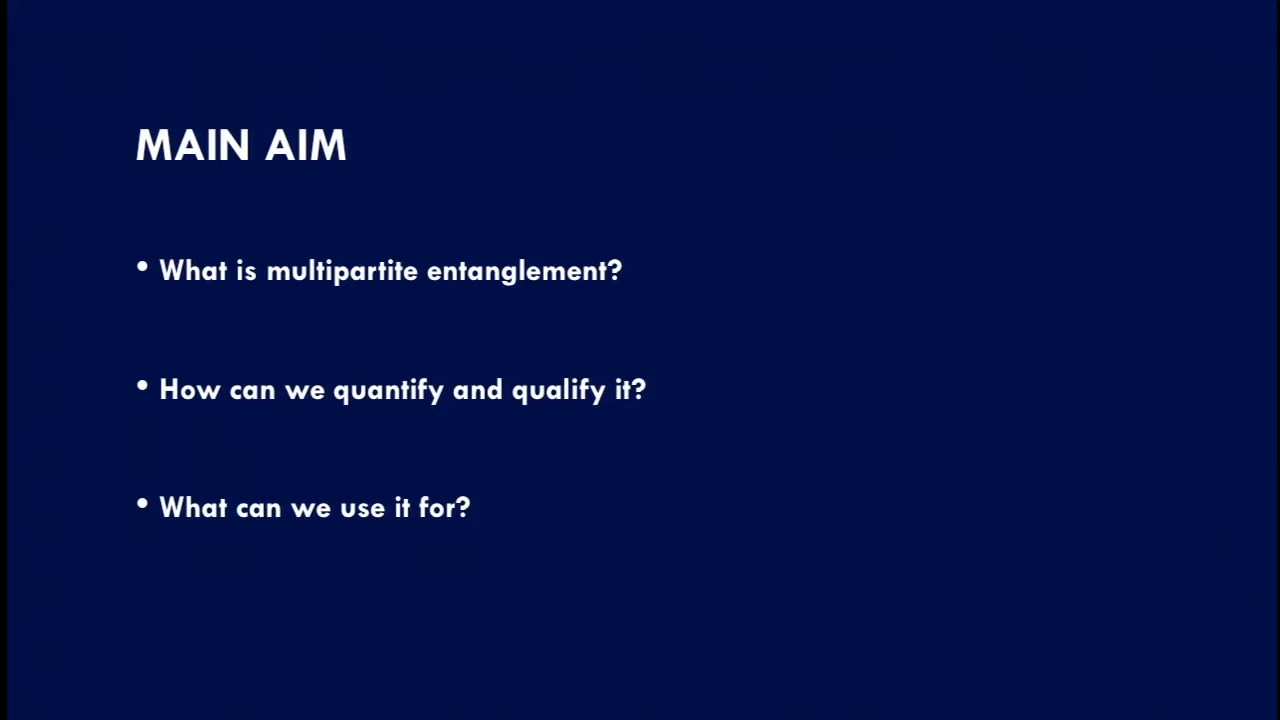 MAIN AIM
• What is multipartite entanglement?
• How can we quantify and qualify it?
• What can we use it for?